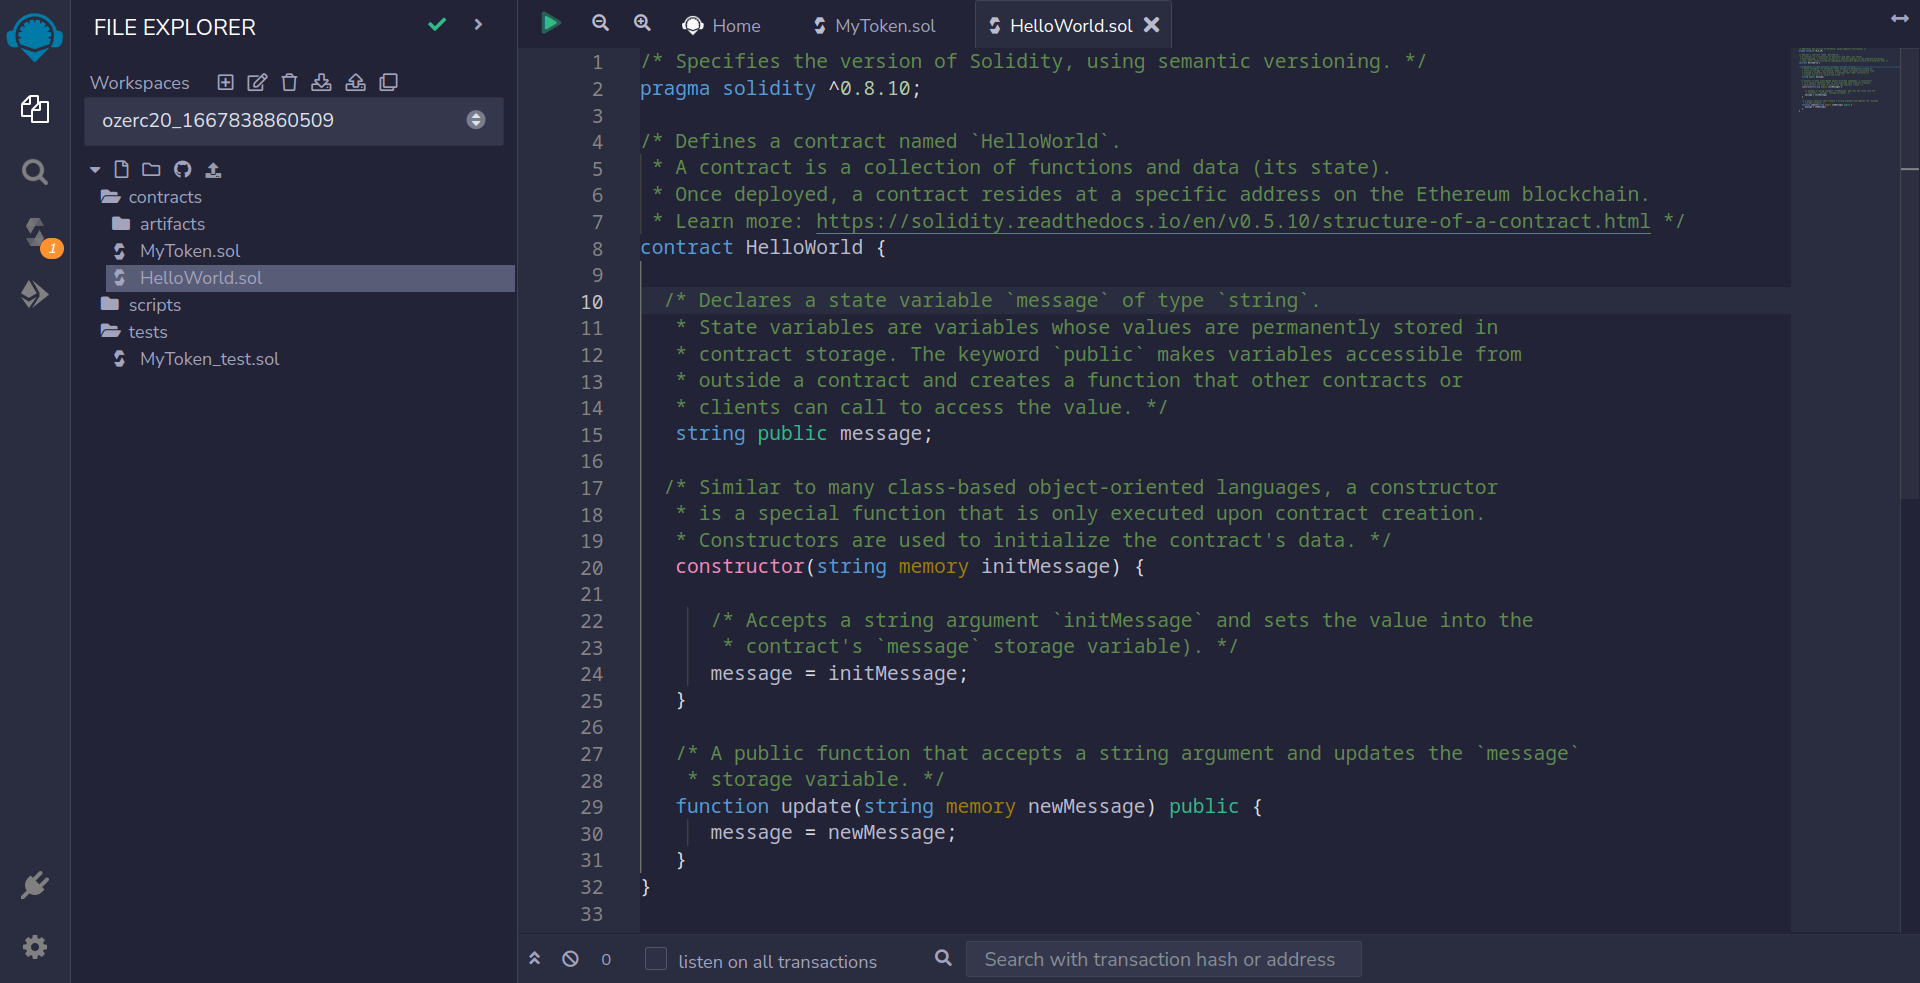 FILE EXPLORER
Workspaces
ozerc20_1667838860509
contracts
artifacts
MyToken.sol
HelloWorld.sol
scripts
tests
MyToken_test.sol
1
Home
MyToken.sol
HelloWorld.sol
1 /* Specifies the version of Solidity, using semantic versioning. */
2 pragma solidity ^0.8.10;
3
4 /* Defines a contract named `HelloWorld`.
5 * A contract is a collection of functions and data (its state).
6 * Once deployed, a contract resides at a specific address on the Ethereum blockchain.
7 * Learn more: https://solidity.readthedocs.io/en/v0.5.10/structure-of-a-contract.html */
8 contract HelloWorld {
9
10 /* Declares a state variable `message` of type `string`.
11 * State variables are variables whose values are permanently stored in
12 * contract storage. The keyword `public` makes variables accessible from
13 * outside a contract and creates a function that other contracts or
14 * clients can call to access the value. */
15 string public message;
16
17 /* Similar to many class-based object-oriented languages, a constructor
18 * is a special function that is only executed upon contract creation.
19 * Constructors are used to initialize the contract's data. */
20 constructor(string memory initMessage) {
21
22 /* Accepts a string argument `initMessage` and sets the value into the
23 * contract's `message` storage variable). */
24 message = initMessage;
25 }
26
27 /* A public function that accepts a string argument and updates the `message`
28 * storage variable. */
29 function update(string memory newMessage) public {
30 message = newMessage;
31 }
32 }
33
0
listen on all transactions
Search with transaction hash or address